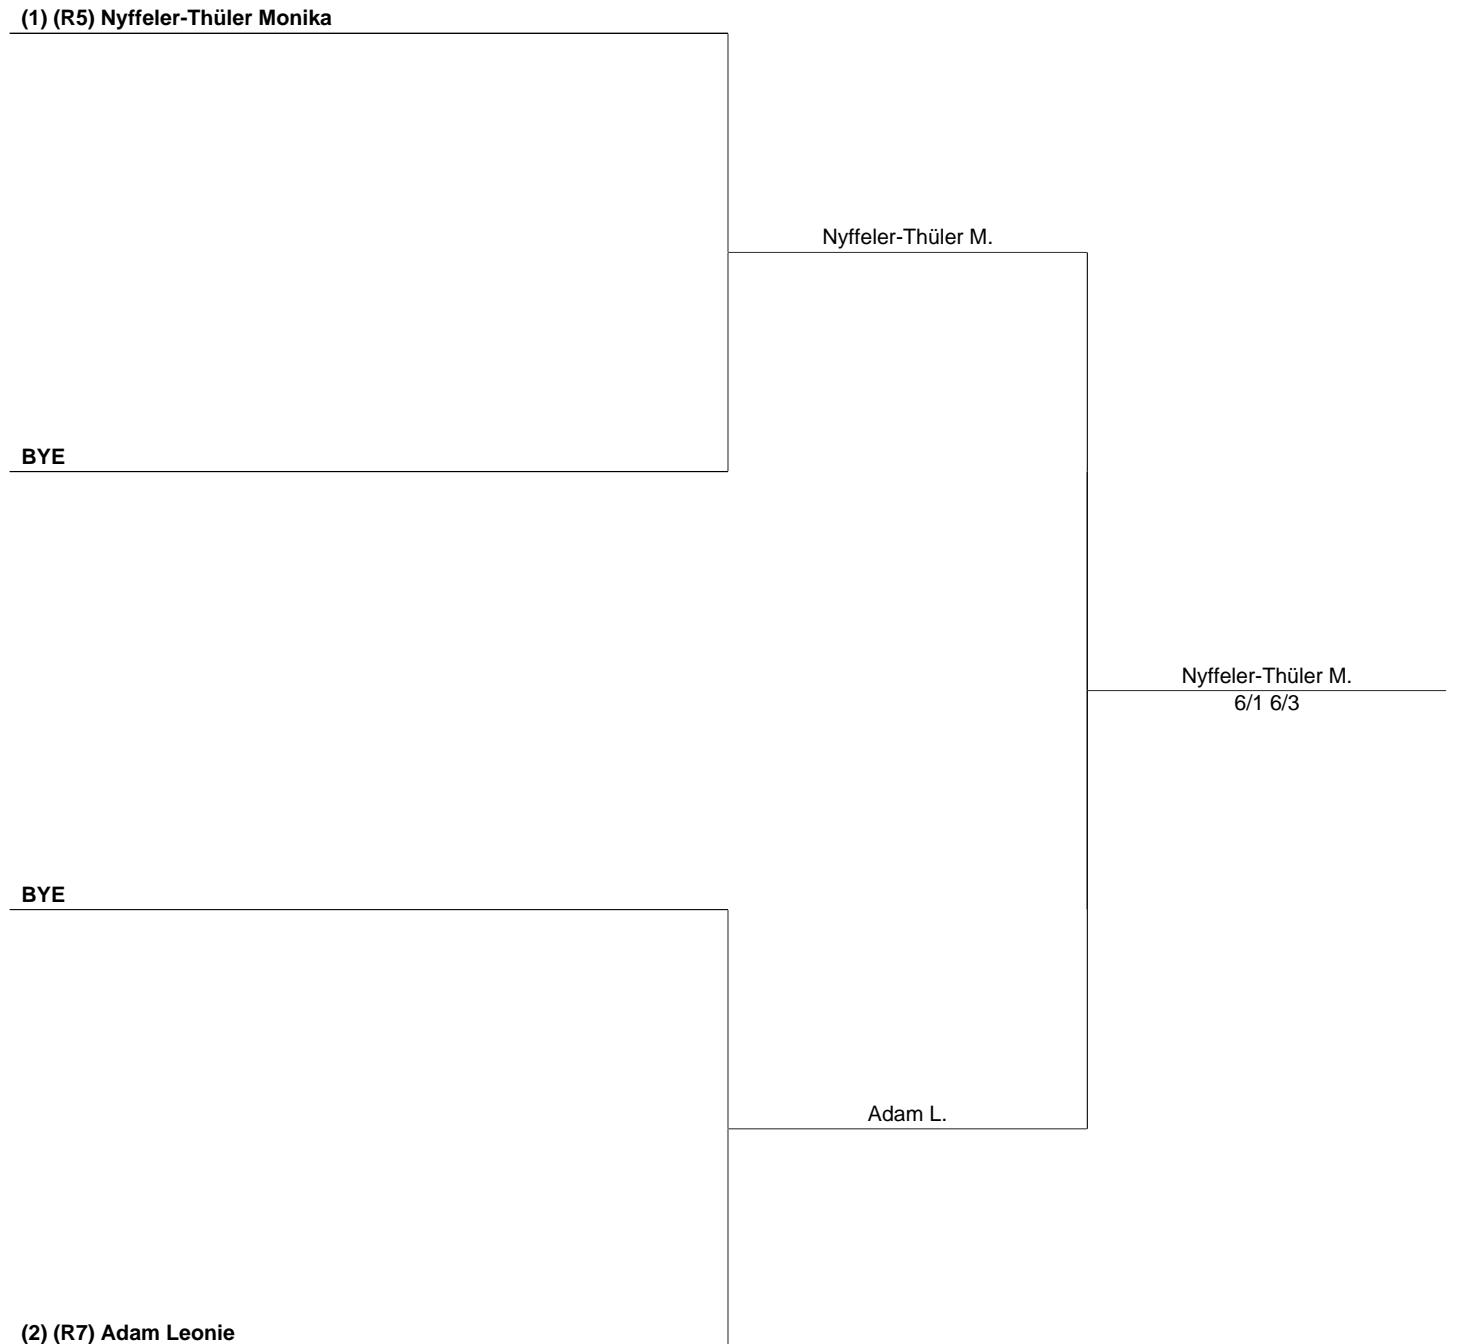 (1) (R5) Nyffeler-Thüler Monika
Nyffeler-Thüler M.
BYE
Nyffeler-Thüler M.
6/1 6/3
BYE
Adam L.
(2) (R7) Adam Leonie